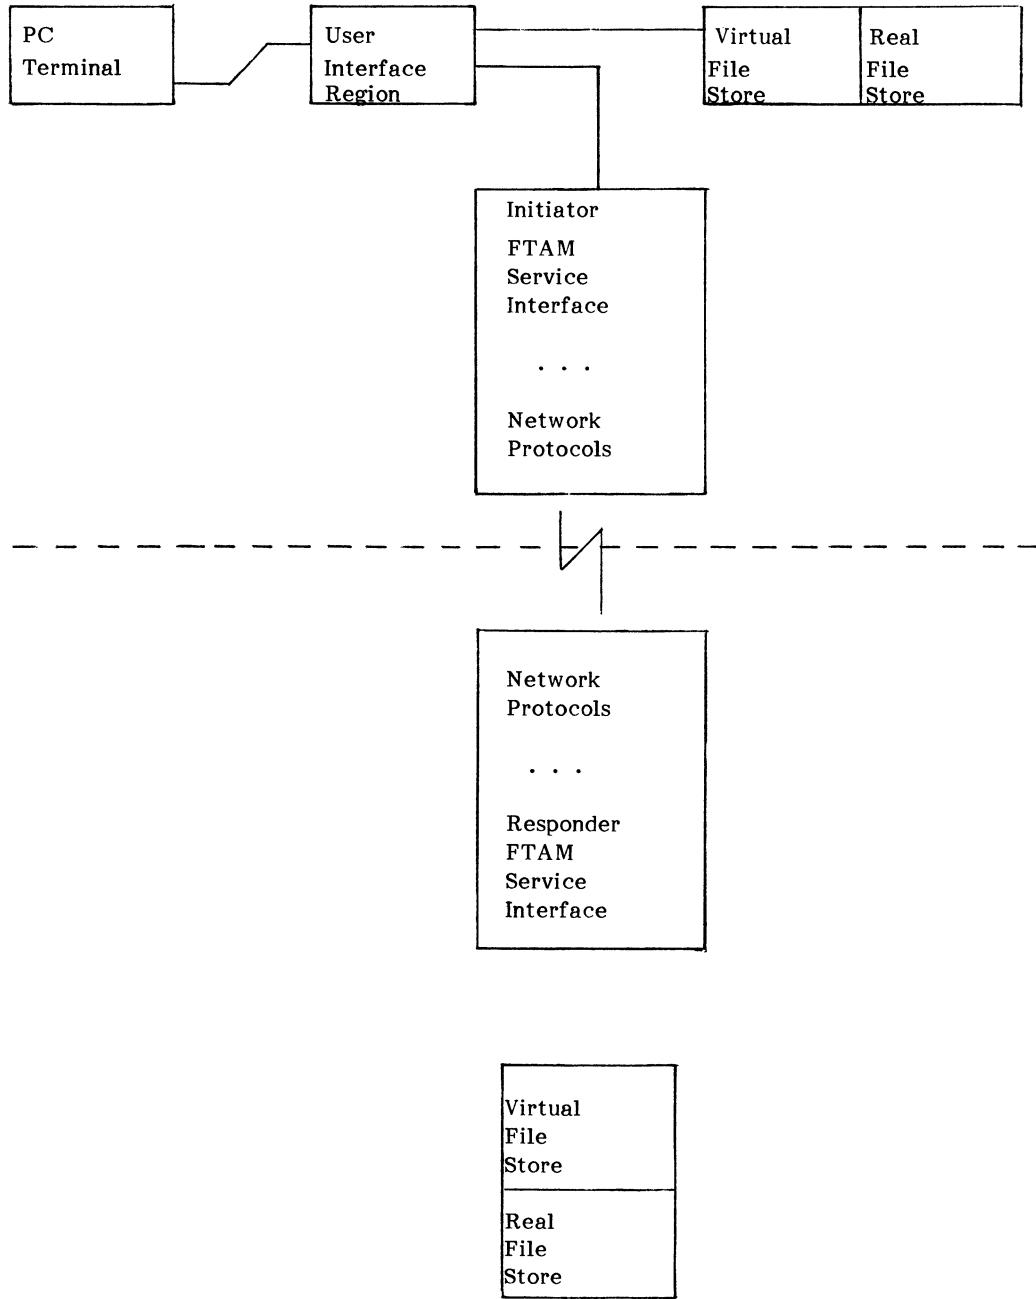 PC
Terminal
User
Interface
Region
Virtual
File
Store
Real
File
Store
Initiator
FTAM
Service
Interface
. . .
Network
Protocols
Network
Protocols
. . .
Responder
FTAM
Service
Interface
Virtual
File
Store
Real
File
Store